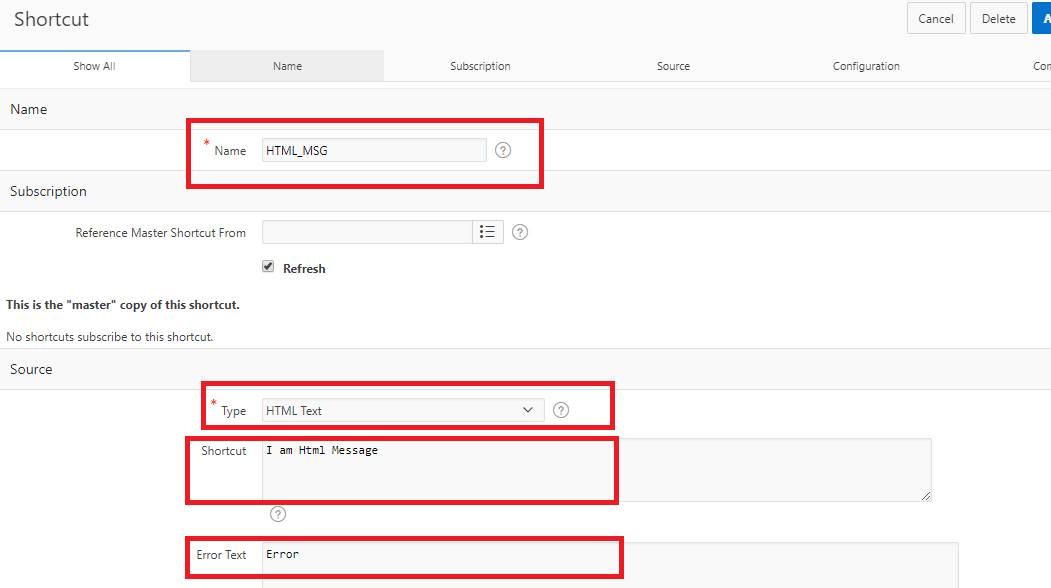 Shortcut
Cancel
Delete
A
Show All
Name
Subscription
Source
Configuration
Con
Name
* Name
HTML_MSG
?
Subscription
Reference Master Shortcut From
?
Refresh
This is the "master" copy of this shortcut.
No shortcuts subscribe to this shortcut.
Source
* Type
HTML Text
?
Shortcut
I am Html Message
?
Error Text
Error